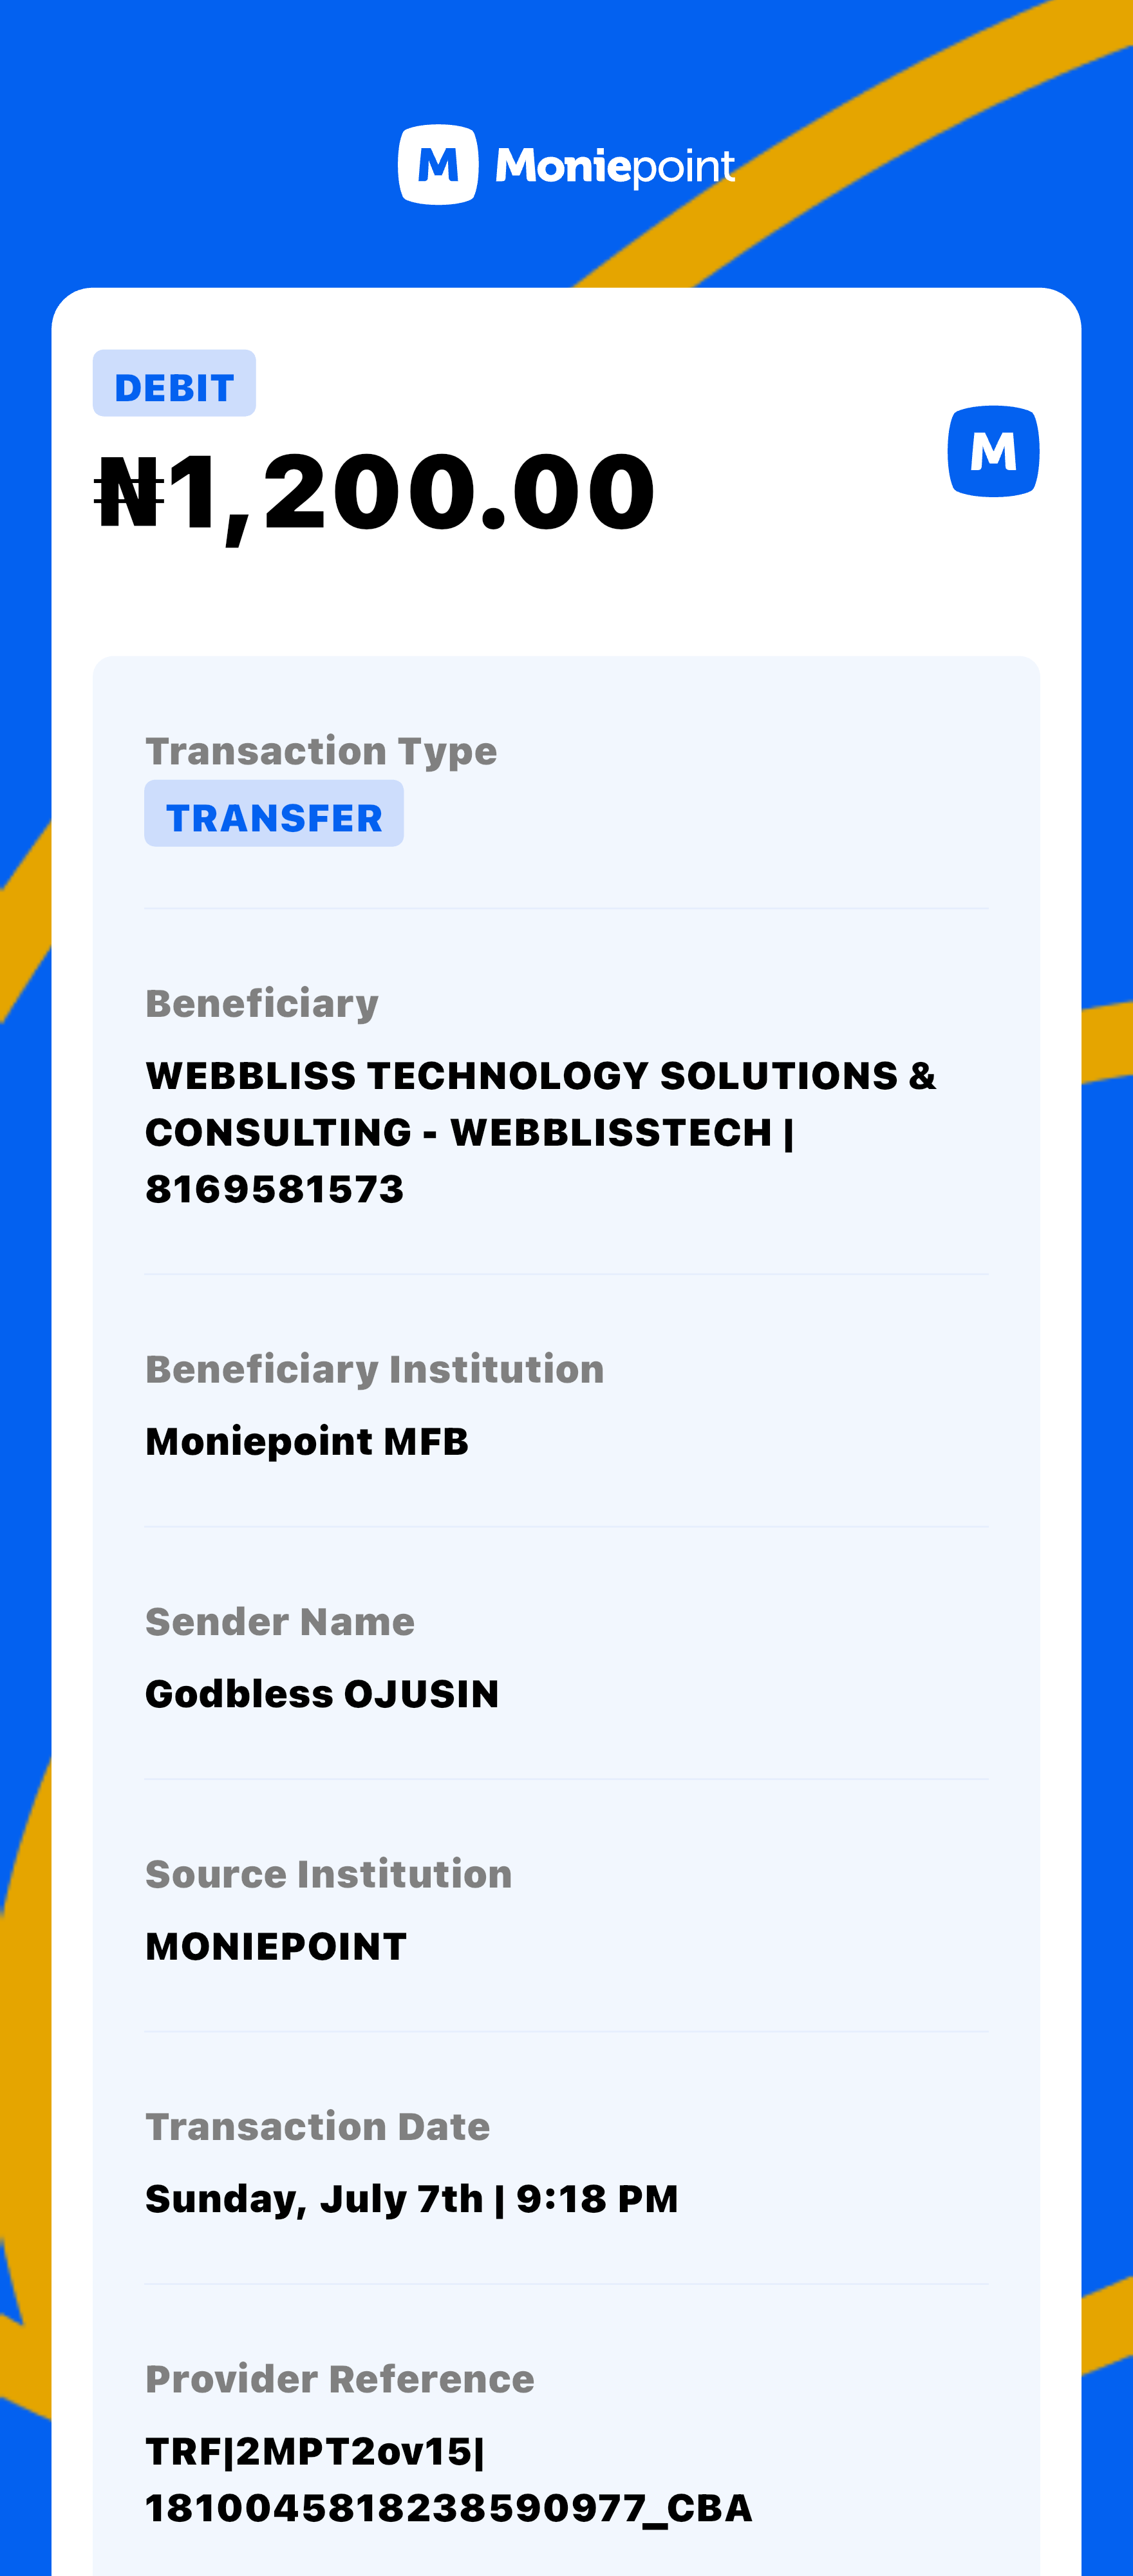 M Moniepoint
DEBIT
₦1,200.00
M
Transaction Type
TRANSFER
Beneficiary
WEBBLISS TECHNOLOGY SOLUTIONS &
CONSULTING - WEBBLISSTECH |
8169581573
Beneficiary Institution
Moniepoint MFB
Sender Name
Godbless OJUSIN
Source Institution
MONIEPOINT
Transaction Date
Sunday, July 7th | 9:18 PM
Provider Reference
TRF|2MPT2ov15|
1810045818238590977_CBA